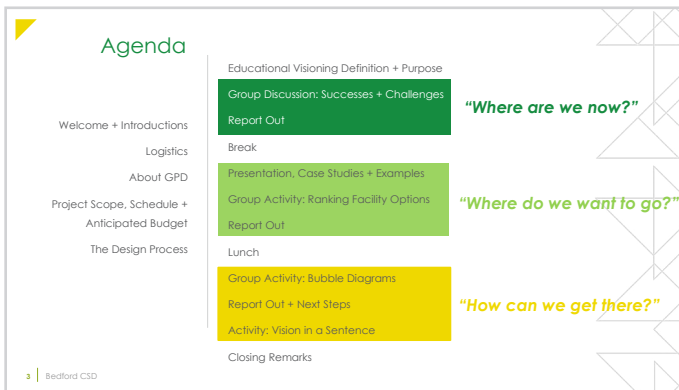 Agenda
Welcome + Introductions
Logistics
About GPD
Project Scope, Schedule +
Anticipated Budget
The Design Process
Educational Visioning Definition + Purpose
Group Discussion: Successes + Challenges
Report Out
“Where are we now?”
Break
Presentation, Case Studies + Examples
Group Activity: Ranking Facility Options
Report Out
“Where do we want to go?”
Lunch
Group Activity: Bubble Diagrams
Report Out + Next Steps
Activity: Vision in a Sentence
“How can we get there?”
Closing Remarks
3 Bedford CSD